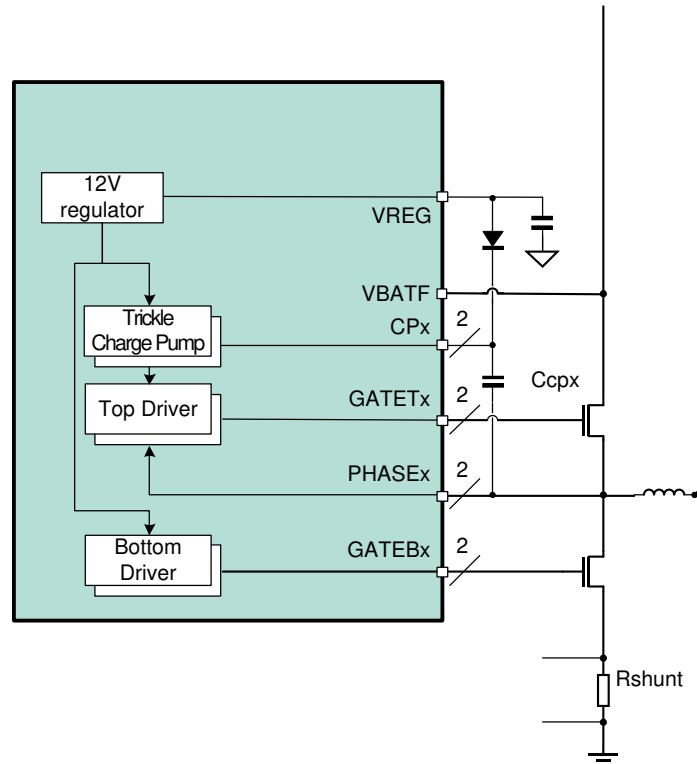 12V
regulator
VREG
VBATF
Trickle
Charge Pump
CPx
2
Top Driver
GATETx
2
Ccpx
PHASEx
2
Bottom
Driver
GATEBx
2
Rshunt